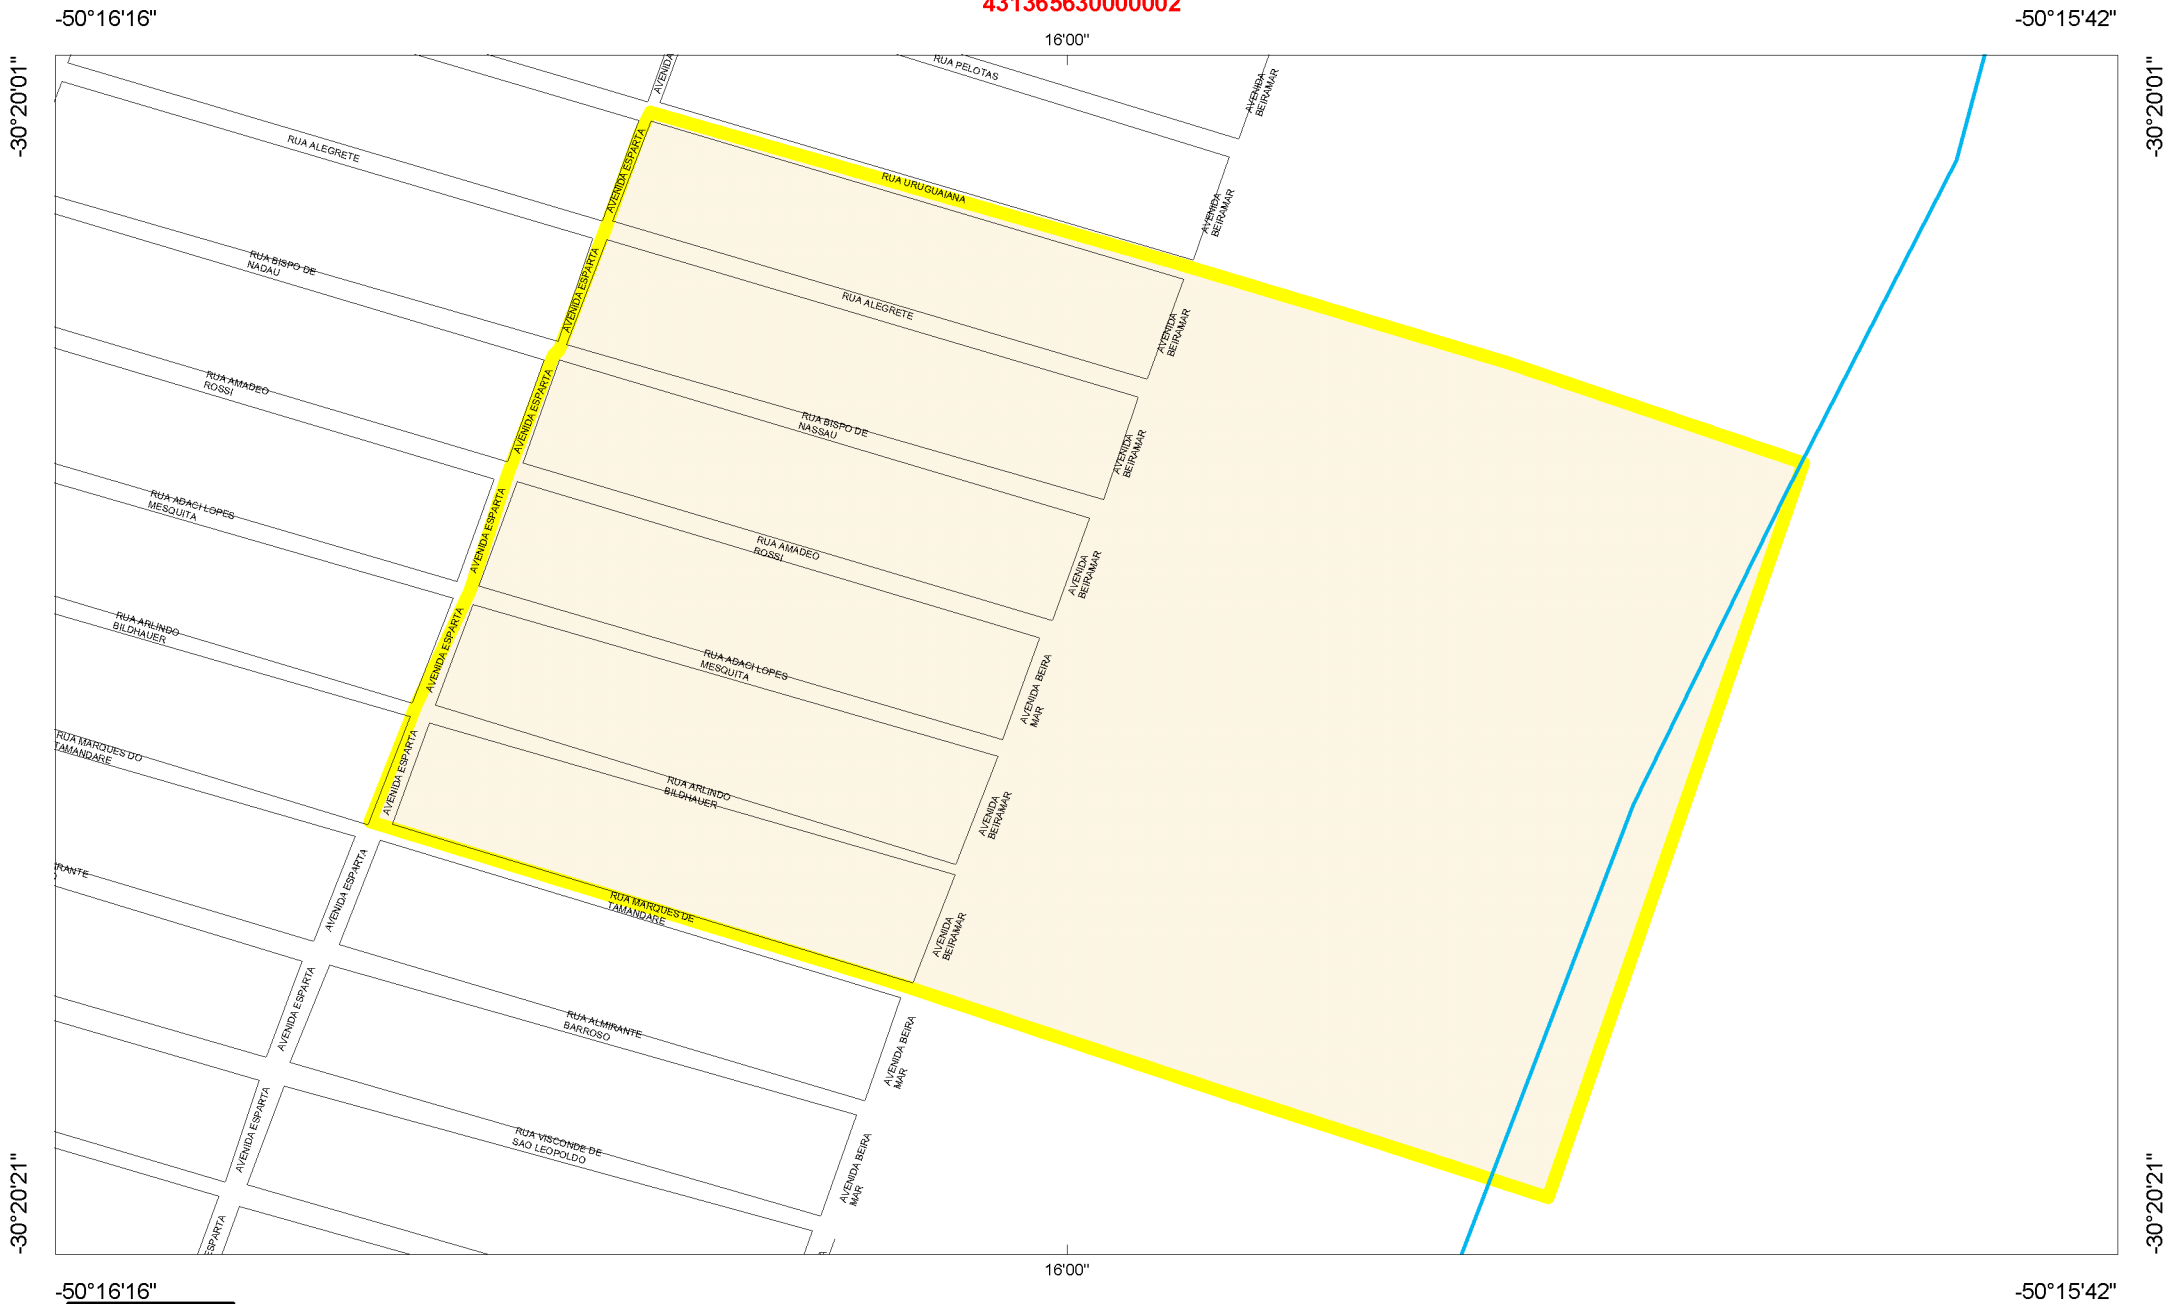 431365630000002
-50°16'16"
-50°15'42"
16'00"
-30°20'01"
-30°20'01"
AVENIDA
RUA PELOTAS
AVENIDA
BEIRAMAR
RUA ALEGRETE
AVENIDA ESPARTA
RUA URUGUAIANA
AVENIDA
BEIRAMAR
RUA BISPO DE
NADAU
AVENIDA ESPARTA
RUA ALEGRETE
AVENIDA
BEIRAMAR
RUA AMADEO
ROSSI
AVENIDA ESPARTA
RUA BISPO DE
NASSAU
AVENIDA
BEIRAMAR
RUA ADACI LOPES
MESQUITA
AVENIDA ESPARTA
RUA AMADEO
ROSSI
AVENIDA
BEIRAMAR
RUA ARLINDO
BILDHAUER
AVENIDA ESPARTA
RUA ADACI LOPES
MESQUITA
AVENIDA BEIRA
MAR
RUA MARQUES DO
TAMANDARE
AVENIDA ESPARTA
RUA ARLINDO
BILDHAUER
AVENIDA
BEIRAMAR
RANTE
AVENIDA ESPARTA
RUA MARQUES DE
TAMANDARE
AVENIDA
BEIRAMAR
AVENIDA ESPARTA
RUA ALMIRANTE
BARROSO
AVENIDA BEIRA
MAR
AVENIDA ESPARTA
RUA VISCONDE DE
SAO LEOPOLDO
AVENIDA BEIRA
MAR
ESPARTA
-30°20'21"
-30°20'21"
16'00"
-50°16'16"
-50°15'42"